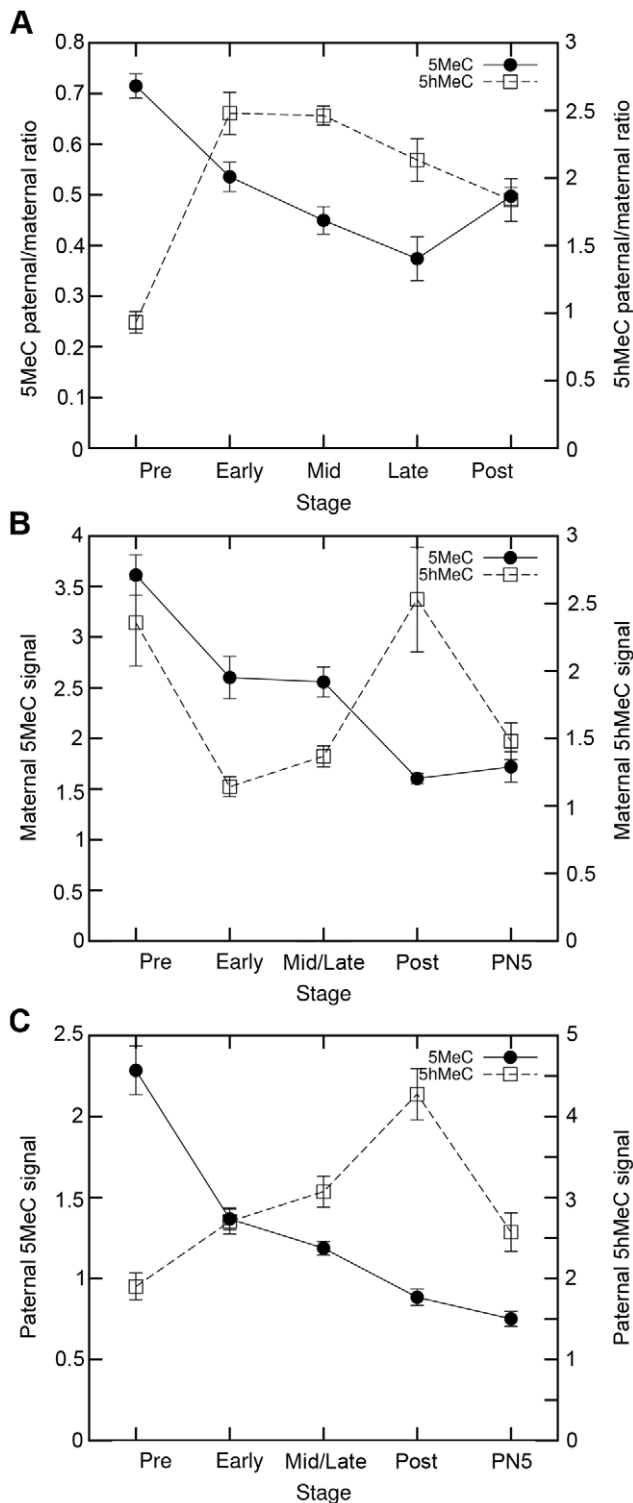 A
0.8
0.7
0.6
0.5
0.4
0.3
0.2
0.1
0
5MeC paternal/maternal ratio
5MeC
5hMeC
3
2.5
2
1.5
1
0.5
0
5hMeC paternal/maternal ratio
Pre Early Mid Late Post
Stage
B
4
3.5
3
2.5
2
1.5
1
0.5
0
Maternal 5MeC signal
5MeC
5hMeC
3
2.5
2
1.5
1
0.5
0
Maternal 5hMeC signal
Pre Early Mid/Late Post PN5
Stage
C
2.5
2
1.5
1
0.5
0
Paternal 5MeC signal
5MeC
5hMeC
5
4
3
2
1
0
Paternal 5hMeC signal
Pre Early Mid/Late Post PN5
Stage